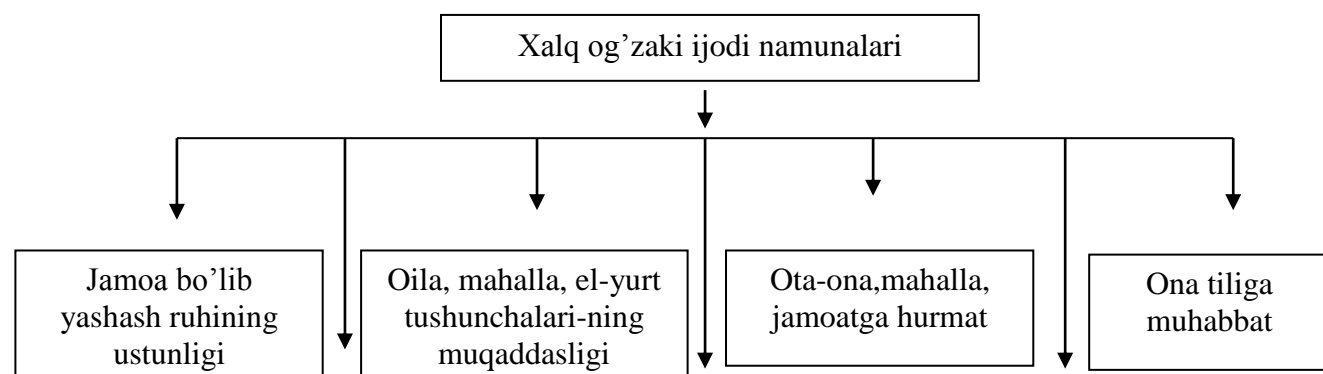 Xalq og’zaki ijodi namunalari
Jamoa bo’lib
yashash ruhining
ustunligi
Oila, mahalla, el-yurt
tushunchalari-ning
muqaddasligi
Ota-ona,mahalla,
jamoatga hurmat
Ona tiliga
muhabbat